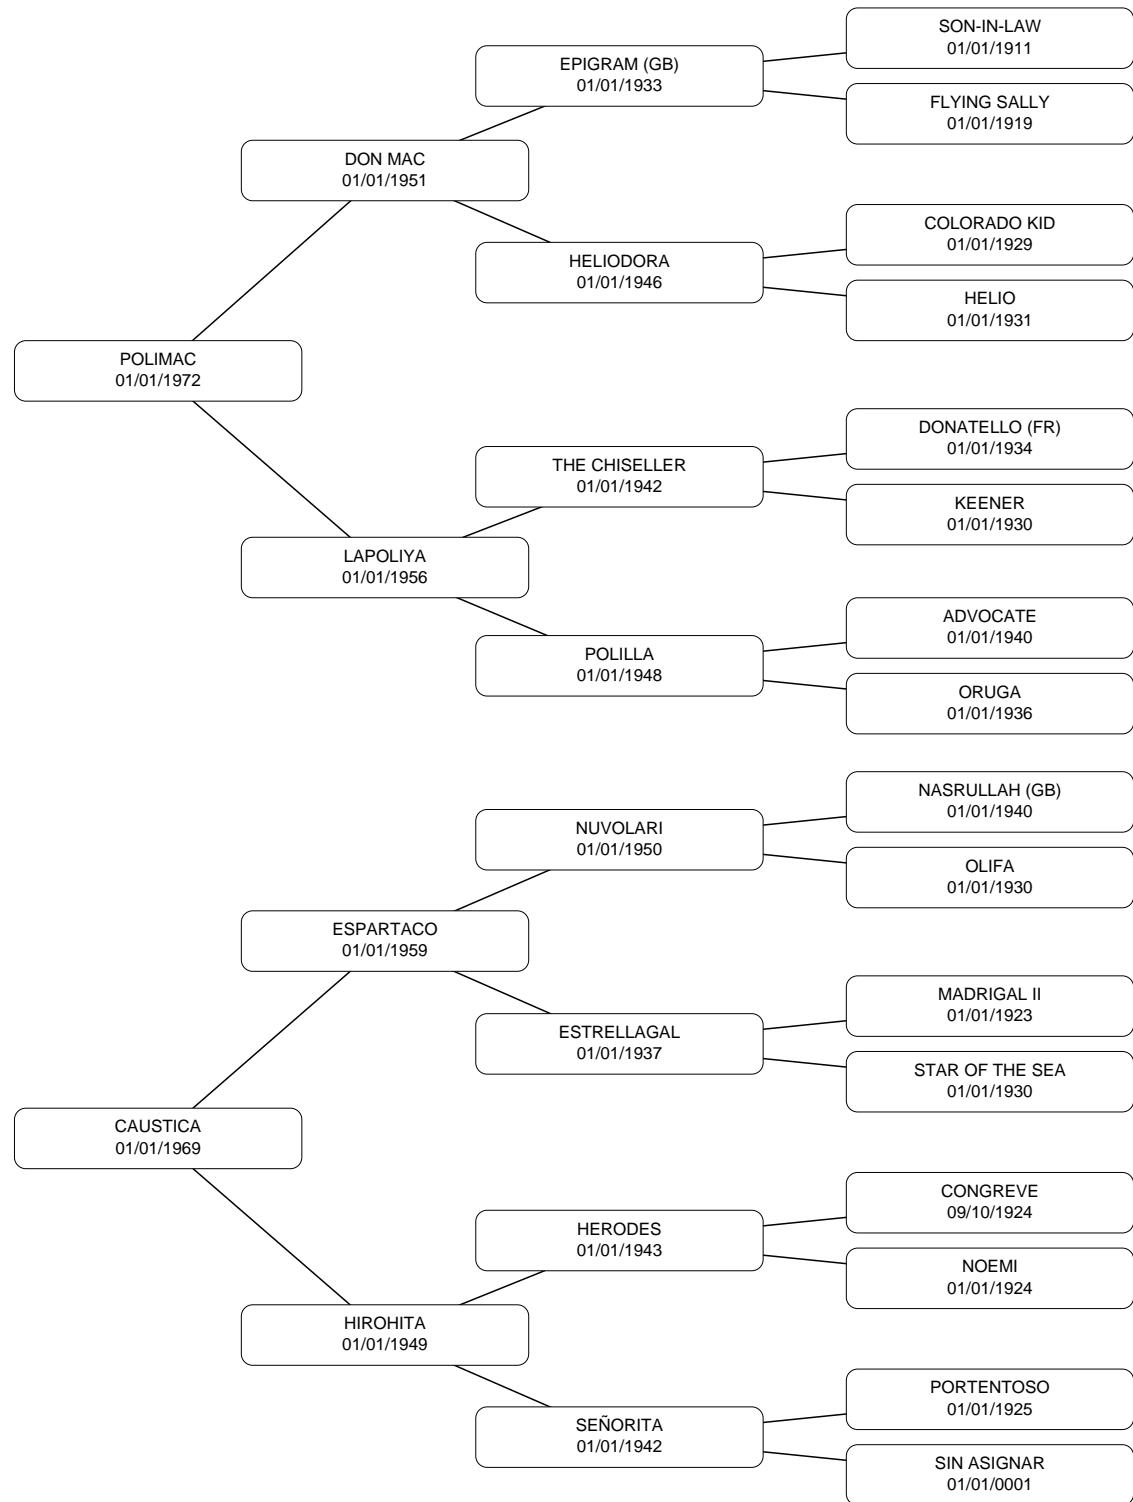 SON-IN-LAW
01/01/1911
EPIGRAM (GB)
01/01/1933
FLYING SALLY
01/01/1919
DON MAC
01/01/1951
COLORADO KID
01/01/1929
HELIODORA
01/01/1946
HELIO
01/01/1931
POLIMAC
01/01/1972
DONATELLO (FR)
01/01/1934
THE CHISELLER
01/01/1942
KEENER
01/01/1930
LAPOLIYA
01/01/1956
ADVOCATE
01/01/1940
POLILLA
01/01/1948
ORUGA
01/01/1936
NASRULLAH (GB)
01/01/1940
NUVOLARI
01/01/1950
OLIFA
01/01/1930
ESPARTACO
01/01/1959
MADRIGAL II
01/01/1923
ESTRELLAGAL
01/01/1937
STAR OF THE SEA
01/01/1930
CAUSTICA
01/01/1969
CONGREVE
09/10/1924
HERODES
01/01/1943
NOEMI
01/01/1924
HIROHITA
01/01/1949
PORTENTOSO
01/01/1925
SEÑORITA
01/01/1942
SIN ASIGNAR
01/01/0001